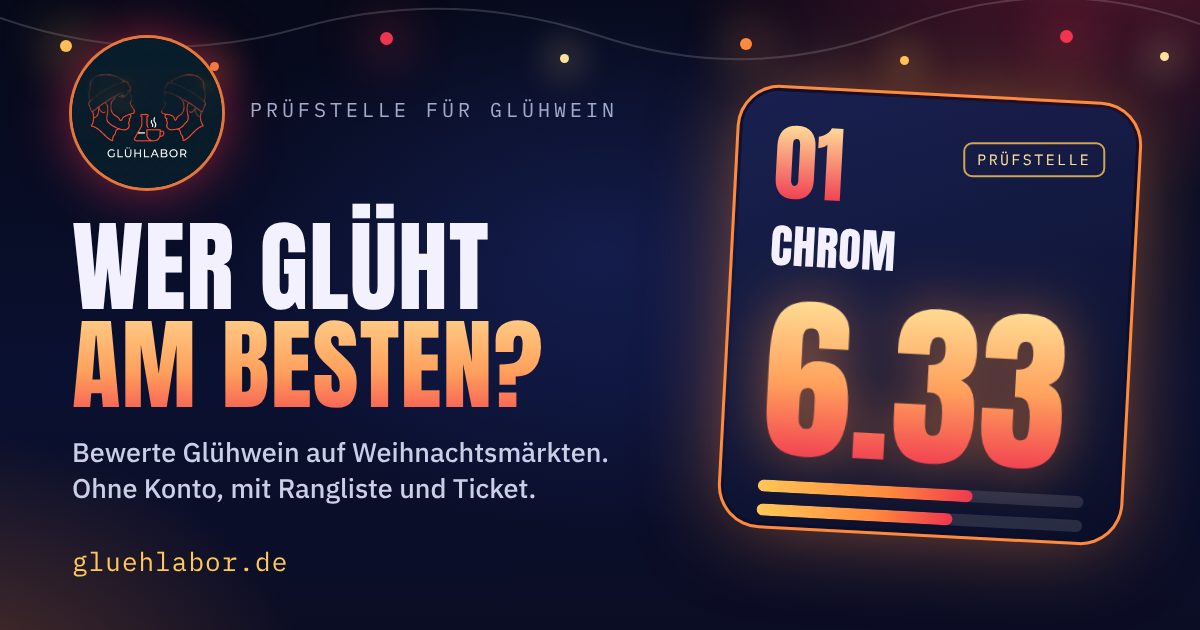 GLÜHLABOR
PRÜFSTELLE FÜR GLÜHWEIN
WER GLÜHT
AM BESTEN?
Bewerte Glühwein auf Weihnachtsmärkten.
Ohne Konto, mit Rangliste und Ticket.
gluehlabor.de
01
PRÜFSTELLE
CHROM
6.33